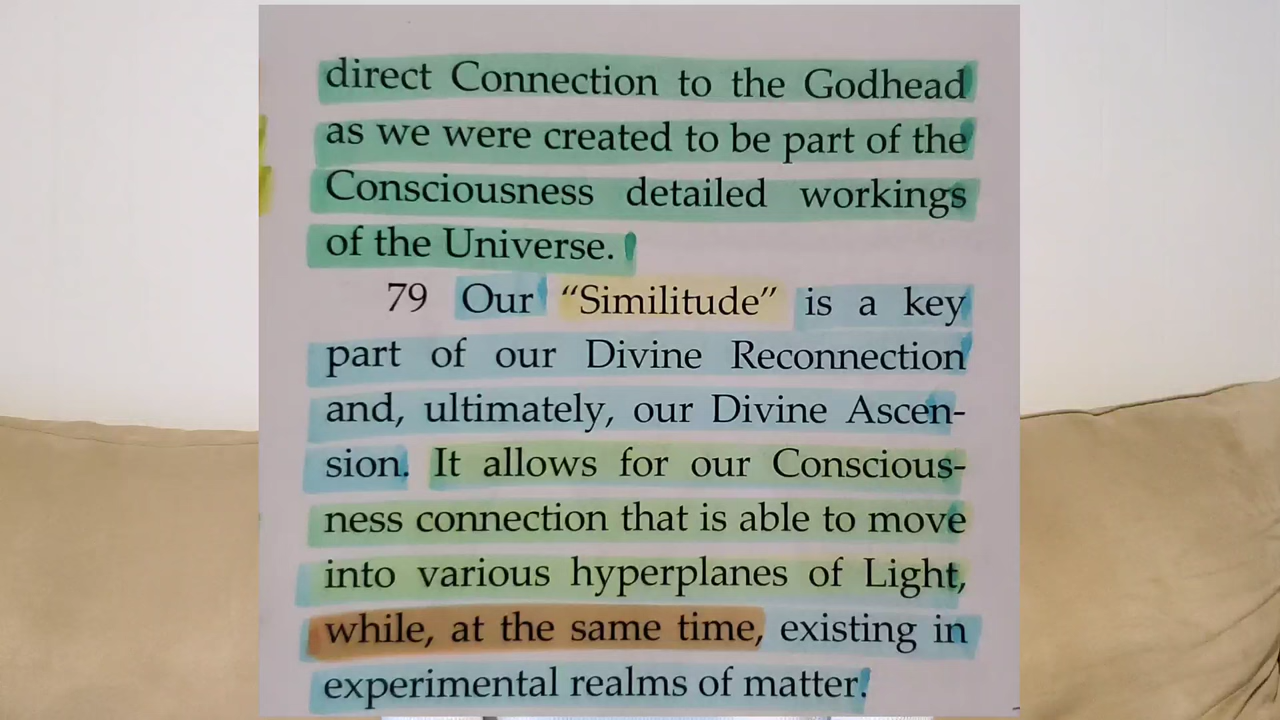 direct Connection to the Godhead
as we were created to be part of the
Consciousness detailed workings
of the Universe.
79 Our “Similitude” is a key
part of our Divine Reconnection
and, ultimately, our Divine Ascen-
sion. It allows for our Conscious-
ness connection that is able to move
into various hyperplanes of Light,
while, at the same time, existing in
experimental realms of matter.